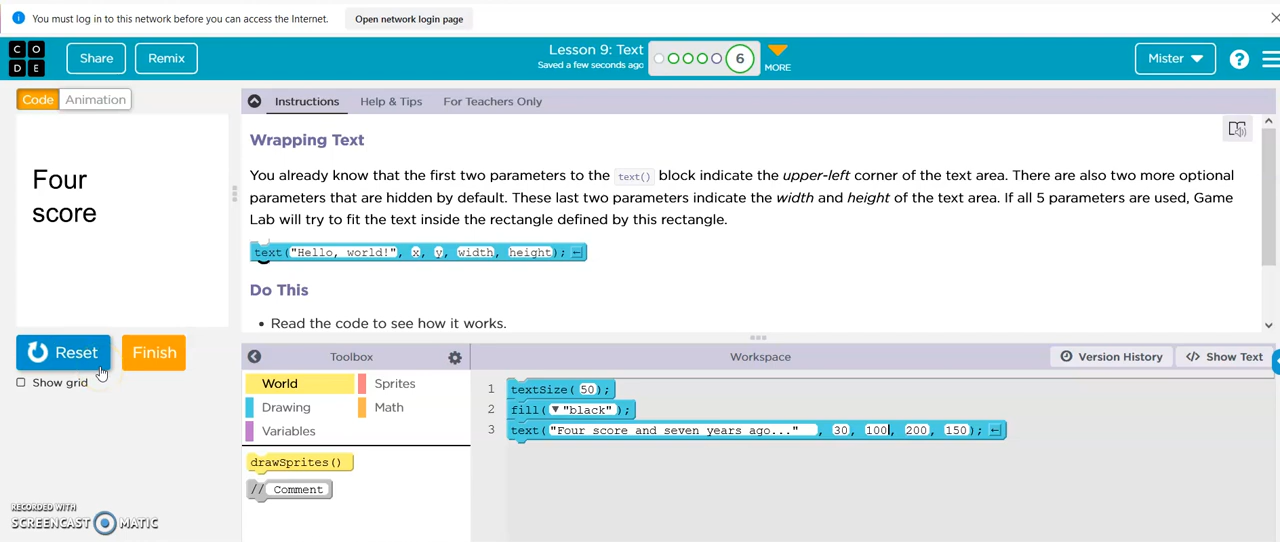 You must log in to this network before you can access the Internet. Open network login page
C O D E Share Remix Lesson 9: Text Saved a few seconds ago 6 MORE Mister ?
Code Animation Instructions Help & Tips For Teachers Only
Four
score
Wrapping Text
You already know that the first two parameters to the text() block indicate the upper-left corner of the text area. There are also two more optional
parameters that are hidden by default. These last two parameters indicate the width and height of the text area. If all 5 parameters are used, Game
Lab will try to fit the text inside the rectangle defined by this rectangle.
text("Hello, world!", x, y, width, height);
Do This
• Read the code to see how it works.
Reset Finish
Show grid
Toolbox Workspace Version History </> Show Text
World Sprites
Drawing Math
Variables
drawSprites()
// Comment
1 textSize( 50);
2 fill( "black");
3 text("Four score and seven years ago..." , 30, 100, 200, 150);
RECORDED WITH
SCREENCAST MATIC